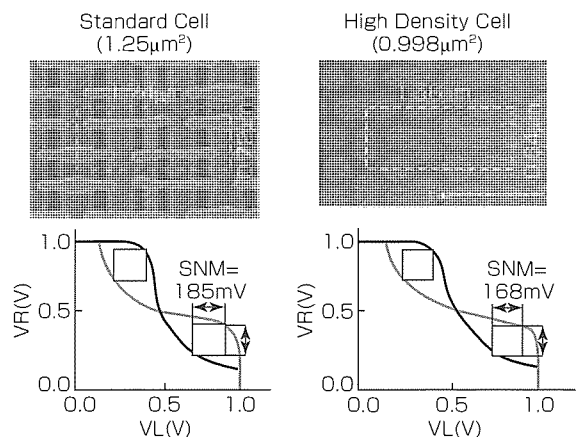 Standard Cell
(1.25μm²)
High Density Cell
(0.998μm²)
1.0
0.5
0.0
VR(V)
SNM=
185mV
0.0
0.5
1.0
VL(V)
1.0
0.5
0.0
VR(V)
SNM=
168mV
0.0
0.5
1.0
VL(V)